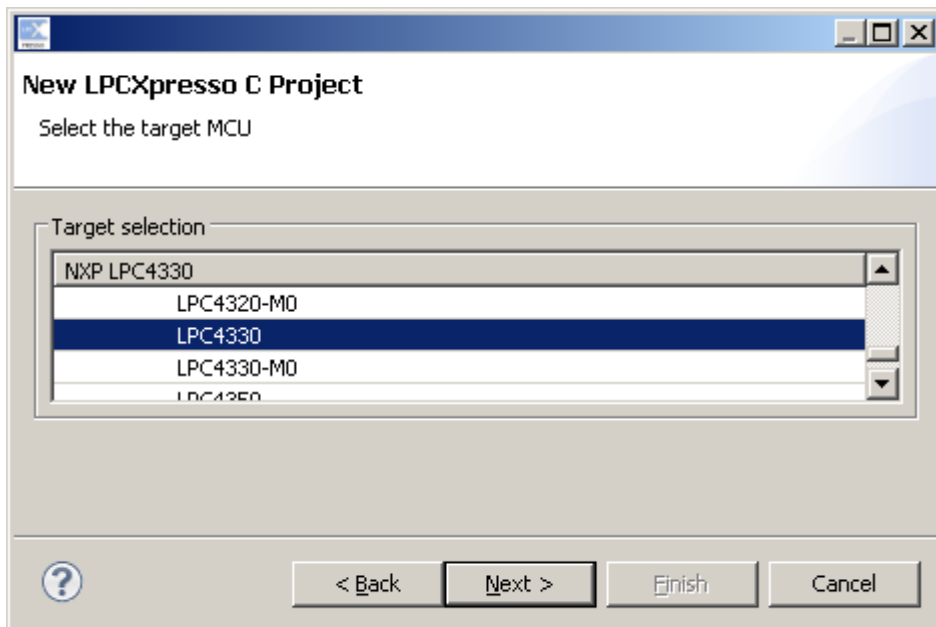 New LPCXpresso C Project
Select the target MCU
Target selection
NXP LPC4330
LPC4320-M0
LPC4330
LPC4330-M0
LPC4350
? < Back Next > Finish Cancel